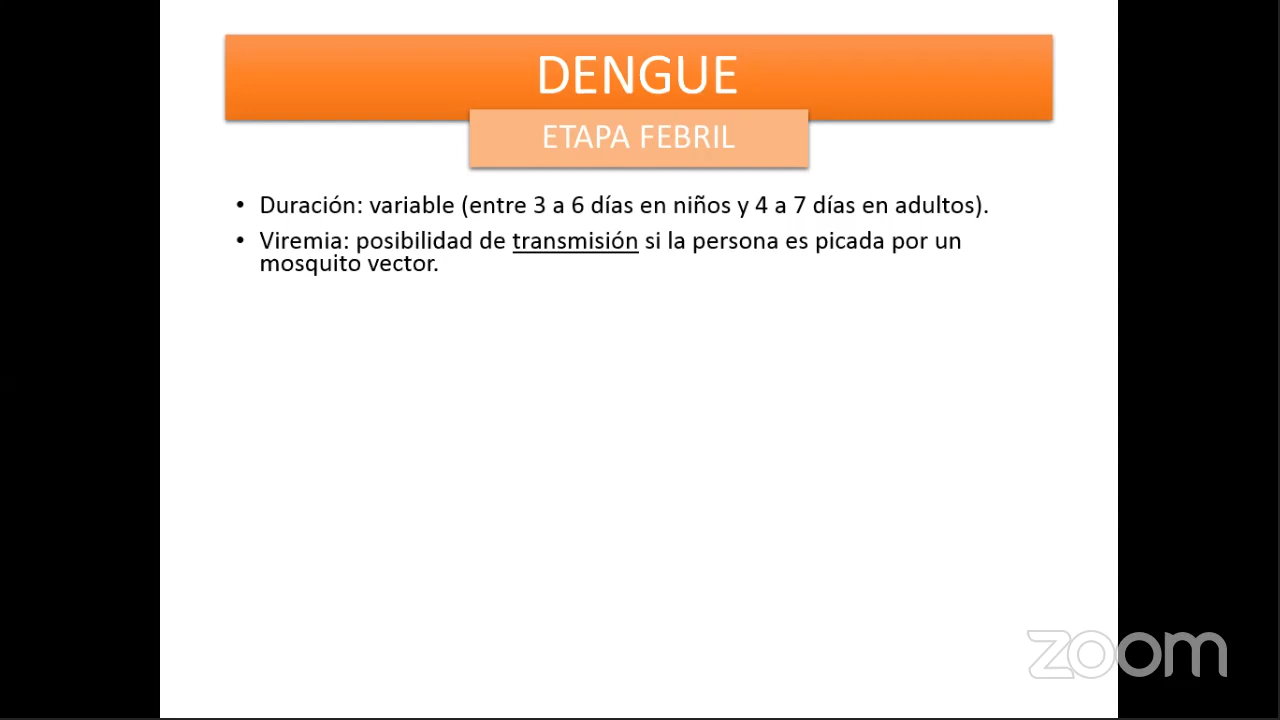 DENGUE
ETAPA FEBRIL
• Duración: variable (entre 3 a 6 días en niños y 4 a 7 días en adultos).
• Viremia: posibilidad de transmisión si la persona es picada por un
mosquito vector.
zoom